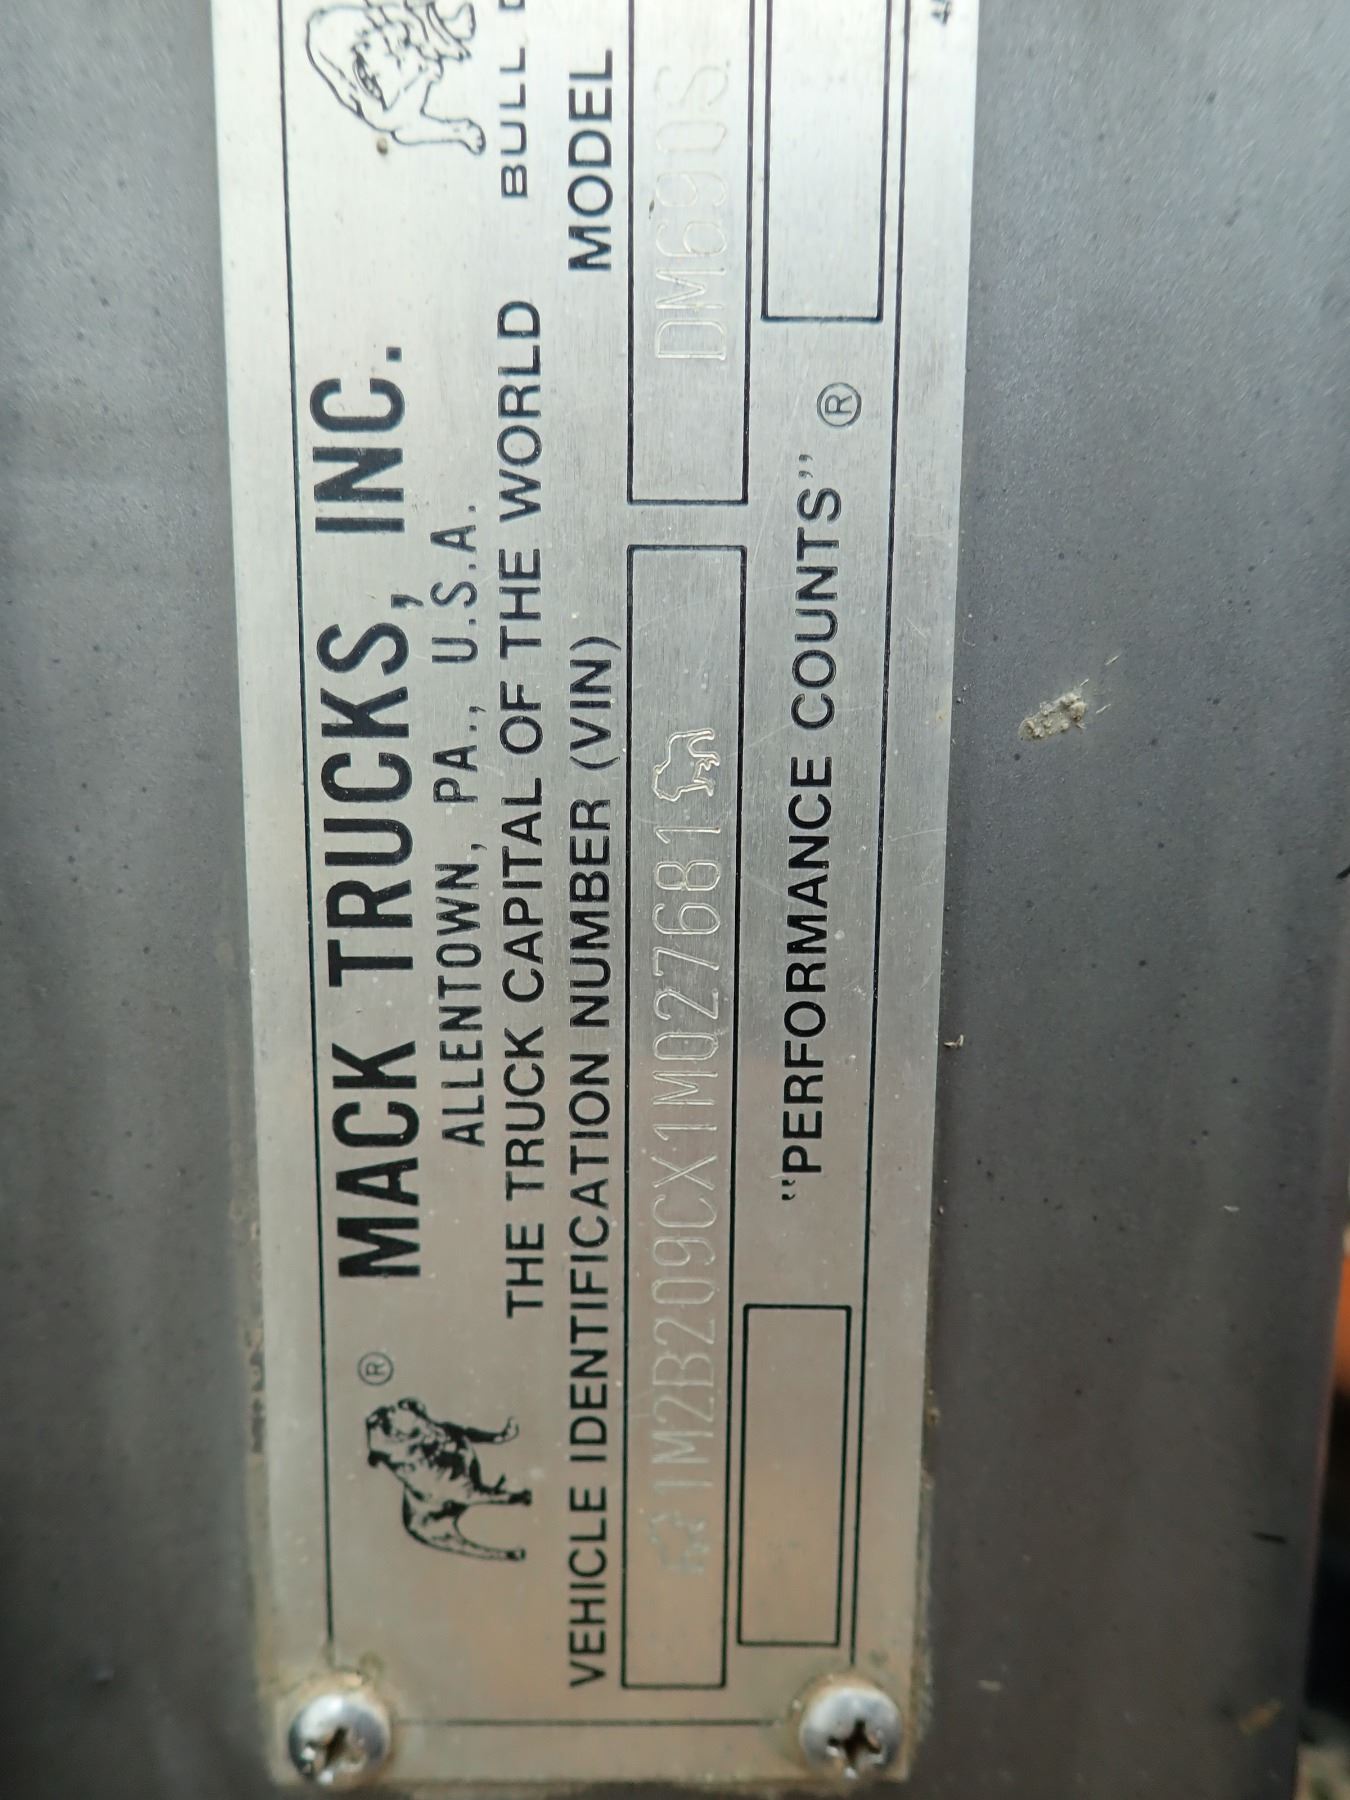 ® MACK TRUCKS, INC.
ALLENTOWN, PA., U.S.A.
THE TRUCK CAPITAL OF THE WORLD
BULL
VEHICLE IDENTIFICATION NUMBER (VIN)
MODEL
1M2B209CX1M027681
DM690S
"PERFORMANCE COUNTS" ®